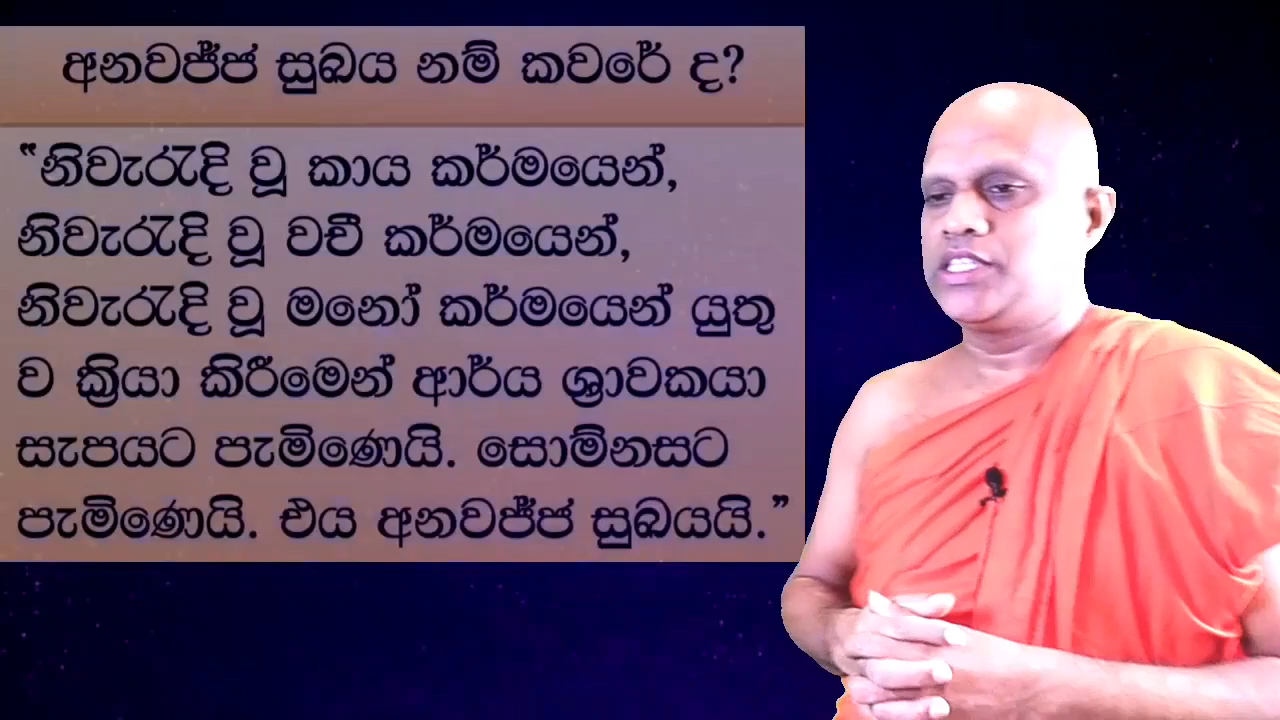 අනවජ්ජ සුඛය නම් කවරේ ද?
“නිවැරැදි වූ කාය කර්මයෙන්,
නිවැරැදි වූ වචී කර්මයෙන්,
නිවැරැදි වූ මනෝ කර්මයෙන් යුතු
ව ක්‍රියා කිරීමෙන් ආර්ය ශ්‍රාවකයා
සැපයට පැමිණෙයි. සොම්නසට
පැමිණෙයි. එය අනවජ්ජ සුඛයයි.”